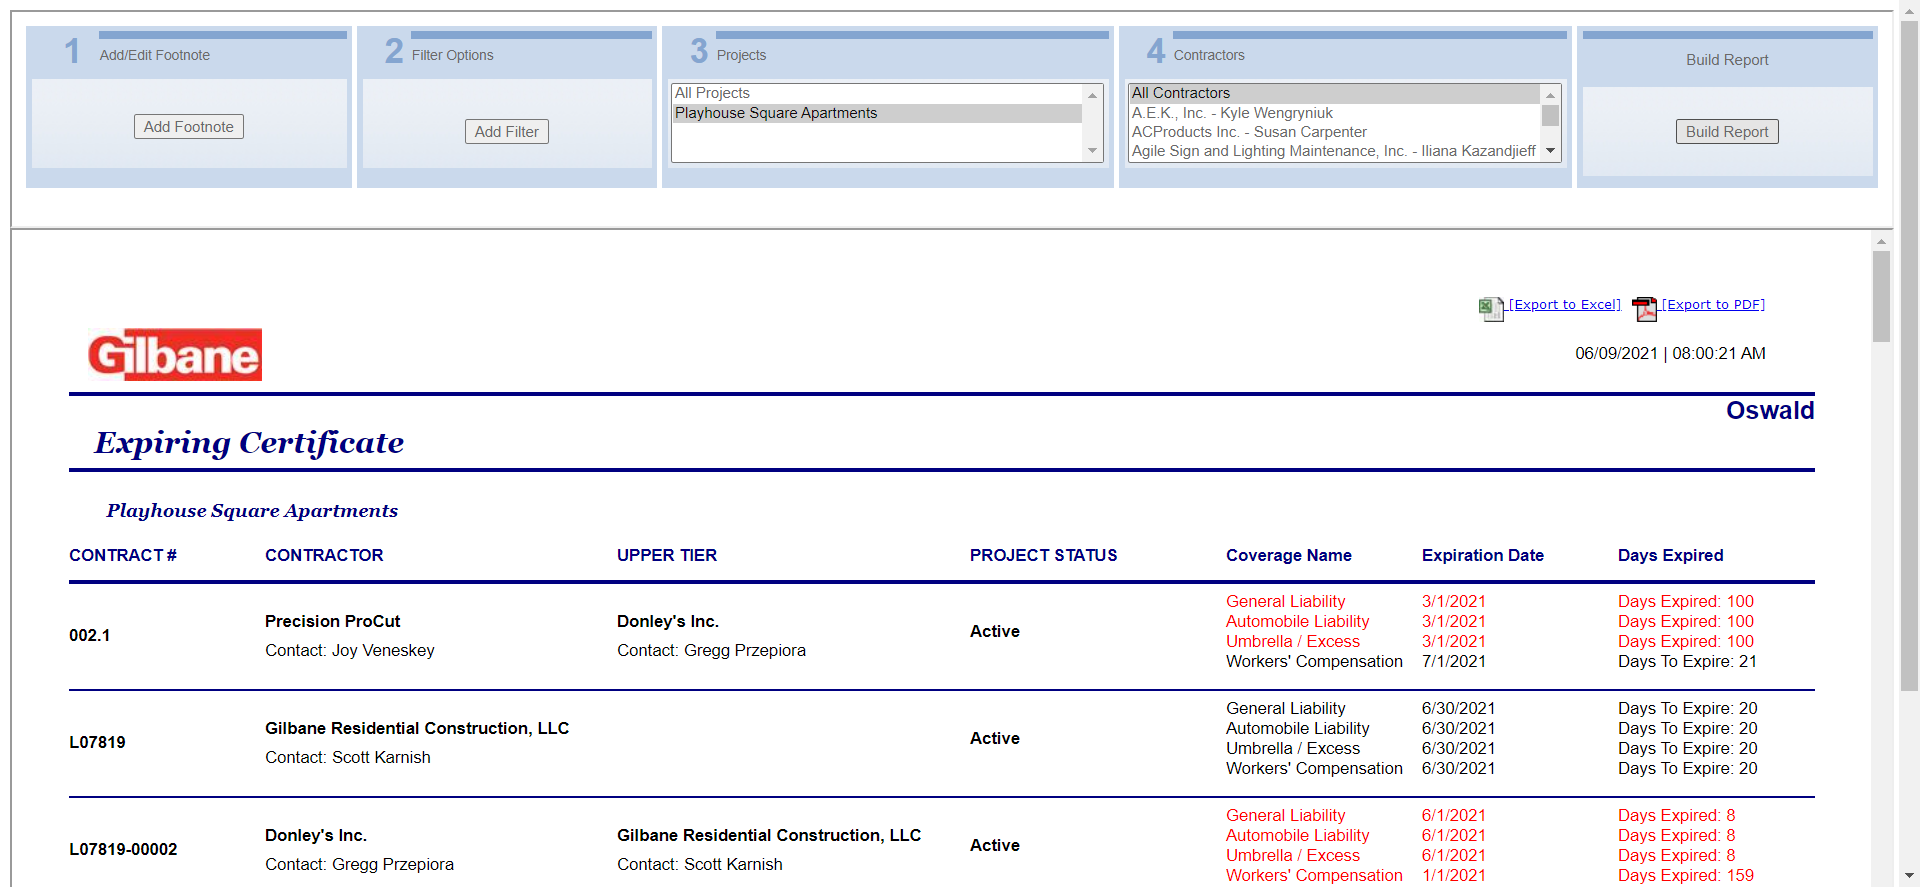 1 Add/Edit Footnote
Add Footnote
2 Filter Options
Add Filter
3 Projects
All Projects
Playhouse Square Apartments
4 Contractors
All Contractors
A.E.K., Inc. - Kyle Wengryniuk
ACProducts Inc. - Susan Carpenter
Agile Sign and Lighting Maintenance, Inc. - Iliana Kazandjieff
Build Report
Build Report
[Export to Excel] [Export to PDF]
Gilbane
06/09/2021 | 08:00:21 AM
Oswald
Expiring Certificate
Playhouse Square Apartments
CONTRACT # CONTRACTOR UPPER TIER PROJECT STATUS Coverage Name Expiration Date Days Expired
002.1
Precision ProCut
Contact: Joy Veneskey
Donley's Inc.
Contact: Gregg Przepiora
Active
General Liability 3/1/2021 Days Expired: 100
Automobile Liability 3/1/2021 Days Expired: 100
Umbrella / Excess 3/1/2021 Days Expired: 100
Workers' Compensation 7/1/2021 Days To Expire: 21
L07819
Gilbane Residential Construction, LLC
Contact: Scott Karnish
Active
General Liability 6/30/2021 Days To Expire: 20
Automobile Liability 6/30/2021 Days To Expire: 20
Umbrella / Excess 6/30/2021 Days To Expire: 20
Workers' Compensation 6/30/2021 Days To Expire: 20
L07819-00002
Donley's Inc.
Contact: Gregg Przepiora
Gilbane Residential Construction, LLC
Contact: Scott Karnish
Active
General Liability 6/1/2021 Days Expired: 8
Automobile Liability 6/1/2021 Days Expired: 8
Umbrella / Excess 6/1/2021 Days Expired: 8
Workers' Compensation 1/1/2021 Days Expired: 159